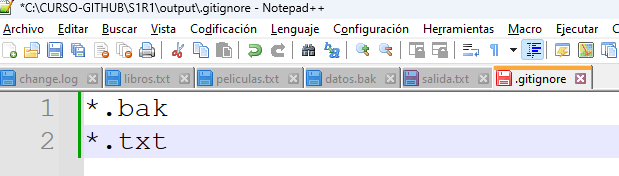 *C:\CURSO-GITHUB\S1R1\output\.gitignore - Notepad++
Archivo Editar Buscar Vista Codificación Lenguaje Configuración Herramientas Macro Ejecutar
change.log libros.txt peliculas.txt datos.bak salida.txt .gitignore
1 *.bak
2 *.txt